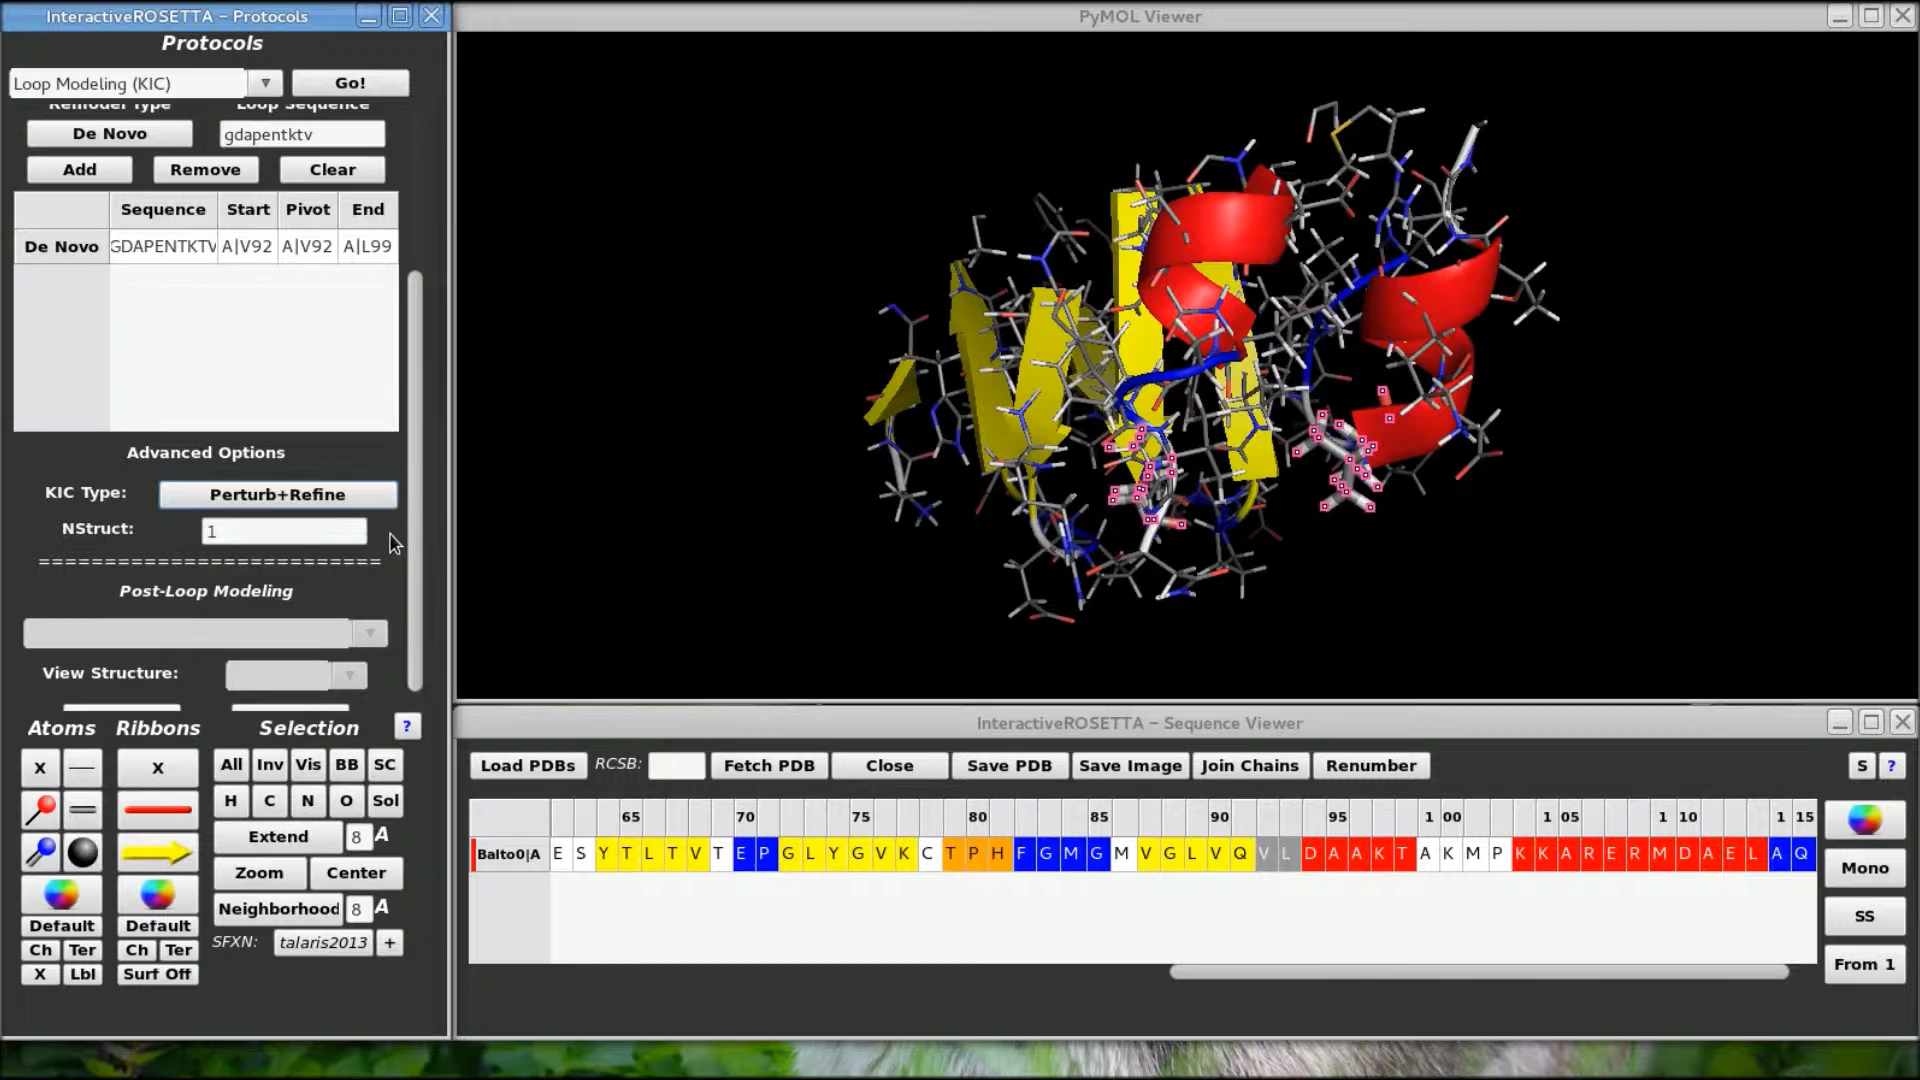 InteractiveROSETTA – Protocols
Protocols
Loop Modeling (KIC)
Go!
Remodel Type Loop Sequence
De Novo gdapentktv
Add Remove Clear
Sequence Start Pivot End
De Novo GDAPENTKTV A|V92 A|V92 A|L99
Advanced Options
KIC Type: Perturb+Refine
NStruct: 1
========================
Post-Loop Modeling
View Structure:
Atoms Ribbons Selection ?
X X All Inv Vis BB SC
H C N O Sol
Extend 8 A
Zoom Center
Neighborhood 8 A
Default Default
SFXN: talaris2013 +
Ch Ter Ch Ter
X Lbl Surf Off
PyMOL Viewer
InteractiveROSETTA – Sequence Viewer
Load PDBs RCSB: Fetch PDB Close Save PDB Save Image Join Chains Renumber S ?
65 70 75 80 85 90 95 1 00 1 05 1 10 1 15
Balto0|A E S Y T L T V T E P G L Y G V K C T P H F G M G M V G L V Q V L D A A K T A K M P K K A R E R M D A E L A Q
Mono
SS
From 1